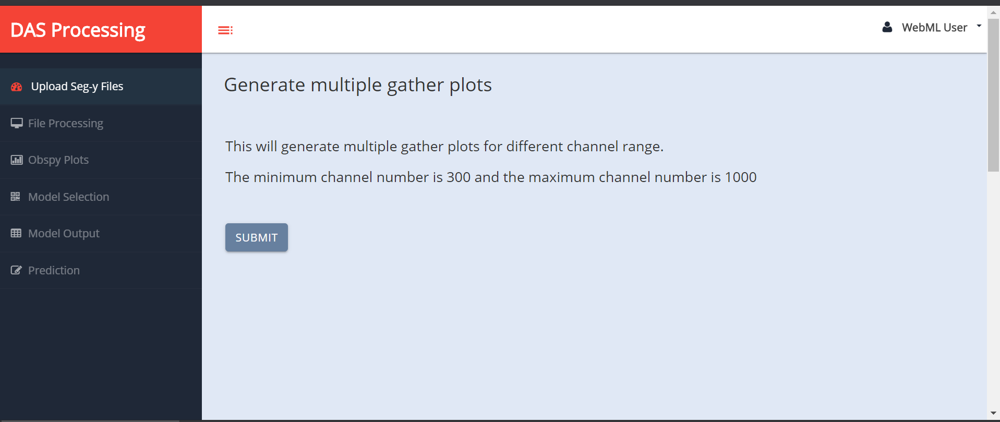 DAS Processing
WebML User
Upload Seg-y Files
File Processing
Obspy Plots
Model Selection
Model Output
Prediction
Generate multiple gather plots
This will generate multiple gather plots for different channel range.
The minimum channel number is 300 and the maximum channel number is 1000
SUBMIT